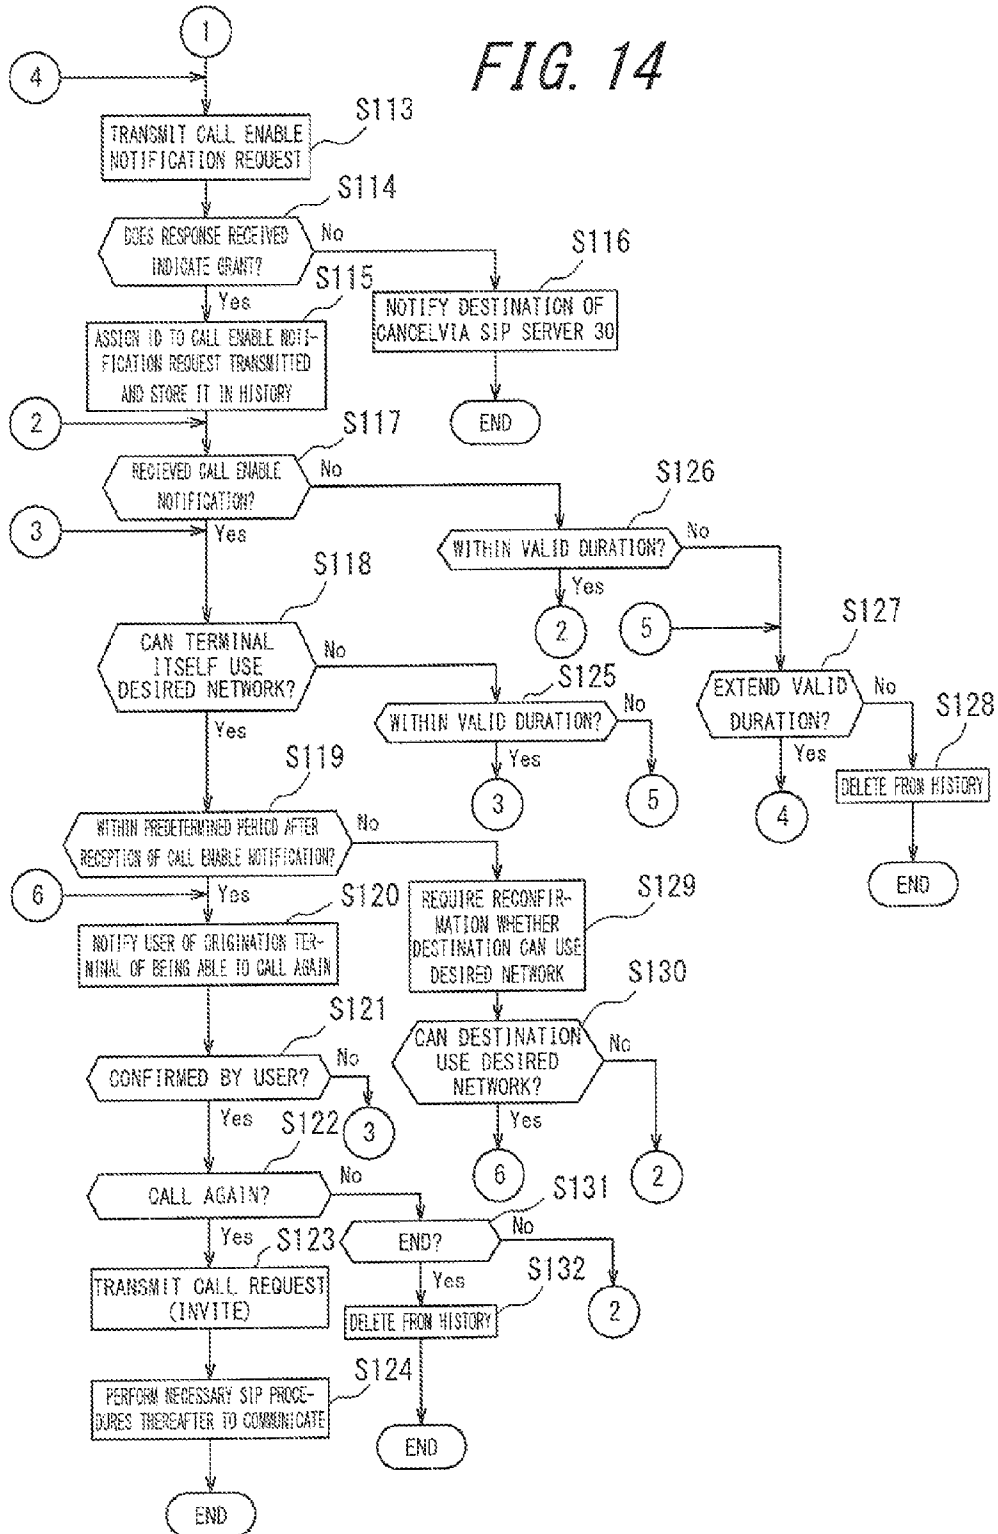 FIG. 14
1
4
S113
TRANSMIT CALL ENABLE
NOTIFICATION REQUEST
S114
DOES RESPONSE RECEIVED
INDICATE GRANT?
No
Yes
S115
S116
ASSIGN ID TO CALL ENABLE NOTI-
FICATION REQUEST TRANSMITTED
AND STORE IT IN HISTORY
NOTIFY DESTINATION OF
CANCELVIA SIP SERVER 30
END
2
S117
RECIEVED CALL ENABLE
NOTIFICATION?
No
Yes
3
S126
WITHIN VALID DURATION?
No
Yes
2
5
S118
CAN TERMINAL
ITSELF USE
DESIRED NETWORK?
No
Yes
S125
WITHIN VALID DURATION?
No
Yes
3
5
S127
EXTEND VALID
DURATION?
No
Yes
4
S128
DELETE FROM HISTORY
END
S119
WITHIN PREDETERMINED PERIOD AFTER
RECEPTION OF CALL ENABLE NOTIFICATION?
No
Yes
6
S120
NOTIFY USER OF ORIGINATION TER-
MINAL OF BEING ABLE TO CALL AGAIN
S129
REQUIRE RECONFIR-
MATION WHETHER
DESTINATION CAN USE
DESIRED NETWORK
S130
CAN DESTINATION
USE DESIRED
NETWORK?
No
Yes
6
2
S121
CONFIRMED BY USER?
No
Yes
3
S122
CALL AGAIN?
No
Yes
S131
END?
No
Yes
2
S123
TRANSMIT CALL REQUEST
(INVITE)
S132
DELETE FROM HISTORY
END
S124
PERFORM NECESSARY SIP PROCE-
DURES THEREAFTER TO COMMUNICATE
END